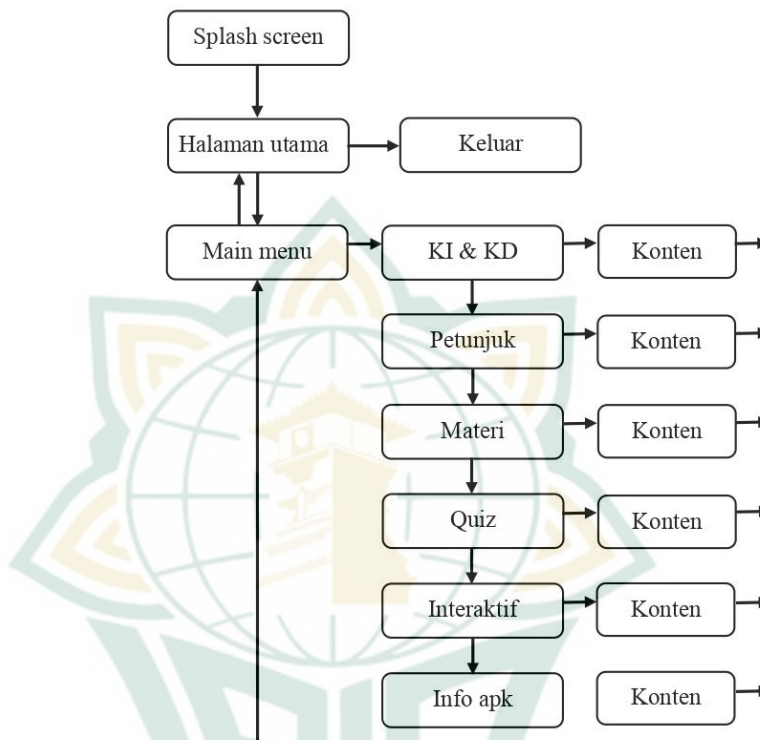 Splash screen
Halaman utama
Keluar
Main menu
KI & KD
Konten
Petunjuk
Konten
Materi
Konten
Quiz
Konten
Interaktif
Konten
Info apk
Konten